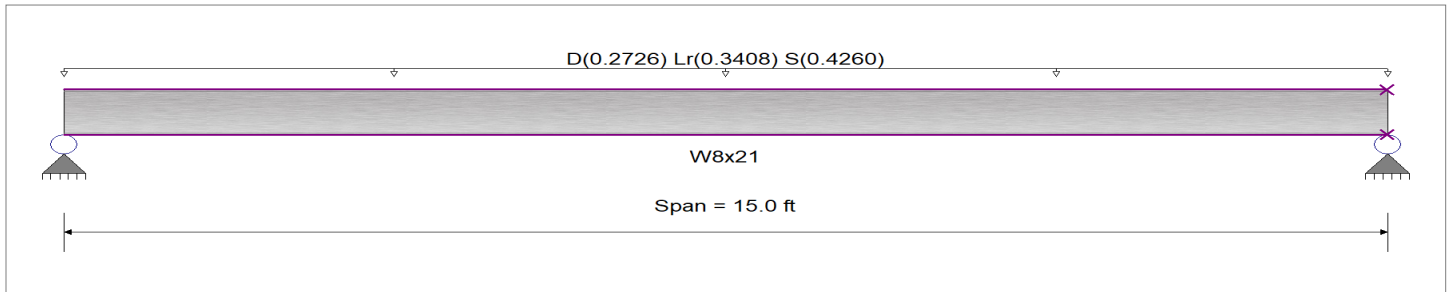 D(0.2726) Lr(0.3408) S(0.4260)
W8x21
Span = 15.0 ft